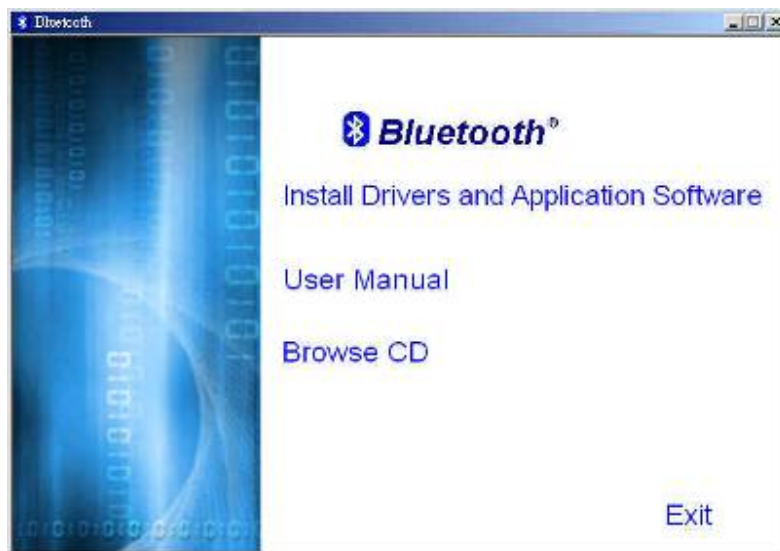 Bluetooth
Bluetooth®
Install Drivers and Application Software
User Manual
Browse CD
Exit